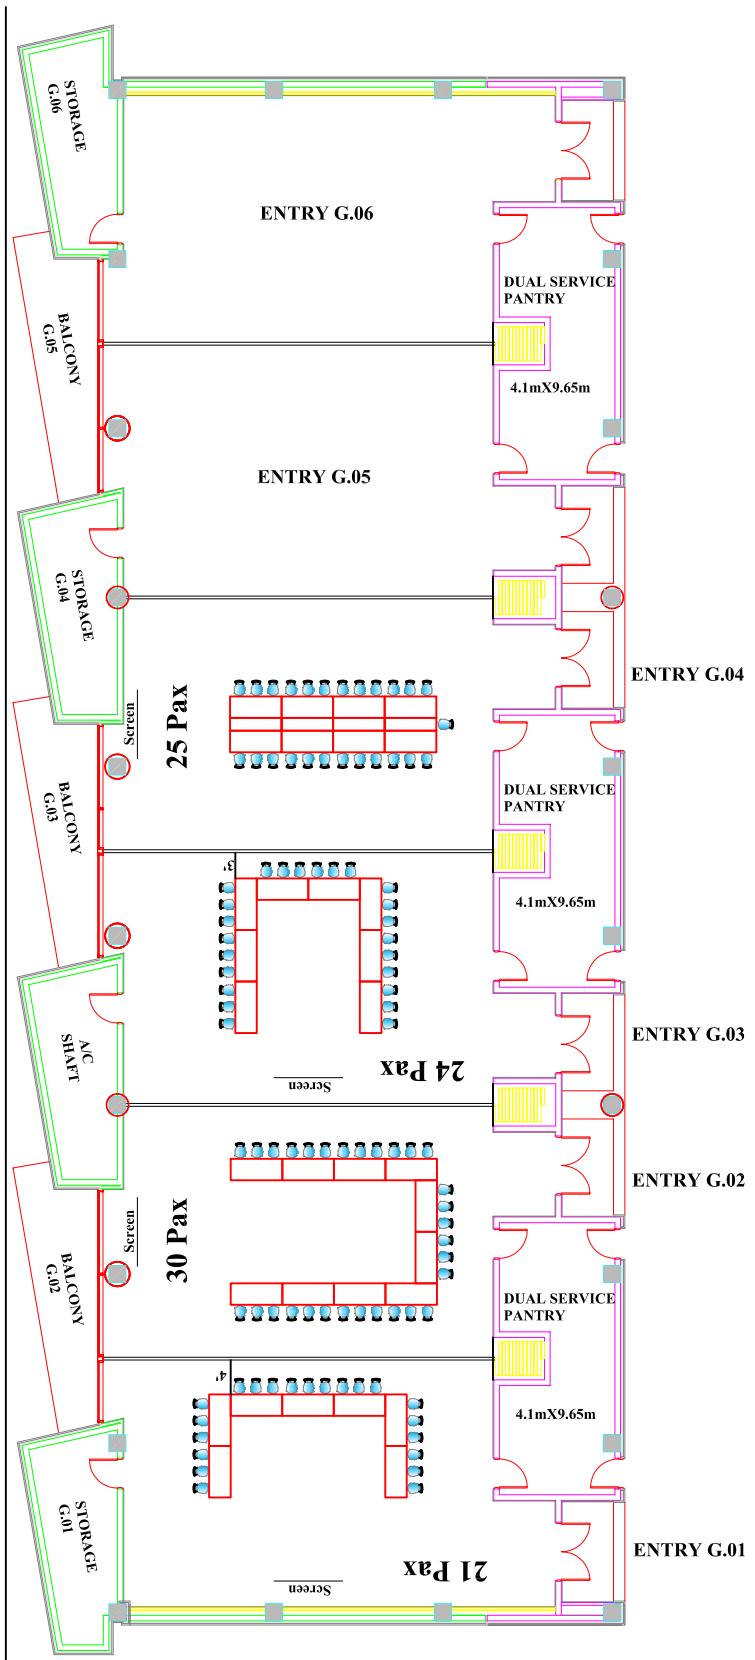 STORAGE
G.06
ENTRY G.06
DUAL SERVICE
PANTRY
4.1mX9.65m
BALCONY
G.05
ENTRY G.05
STORAGE
G.04
ENTRY G.04
Screen
25 Pax
BALCONY
G.03
DUAL SERVICE
PANTRY
4.1mX9.65m
3'
A/C
SHAFT
ENTRY G.03
24 Pax
Screen
ENTRY G.02
Screen
30 Pax
BALCONY
G.02
DUAL SERVICE
PANTRY
4.1mX9.65m
4'
STORAGE
G.01
ENTRY G.01
21 Pax
Screen